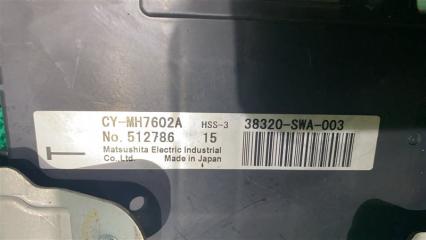 CY-MH7602A HSS-3 38320-SWA-003
No. 512786 15
Matsushita Electric Industrial
Co.,Ltd. Made in Japan